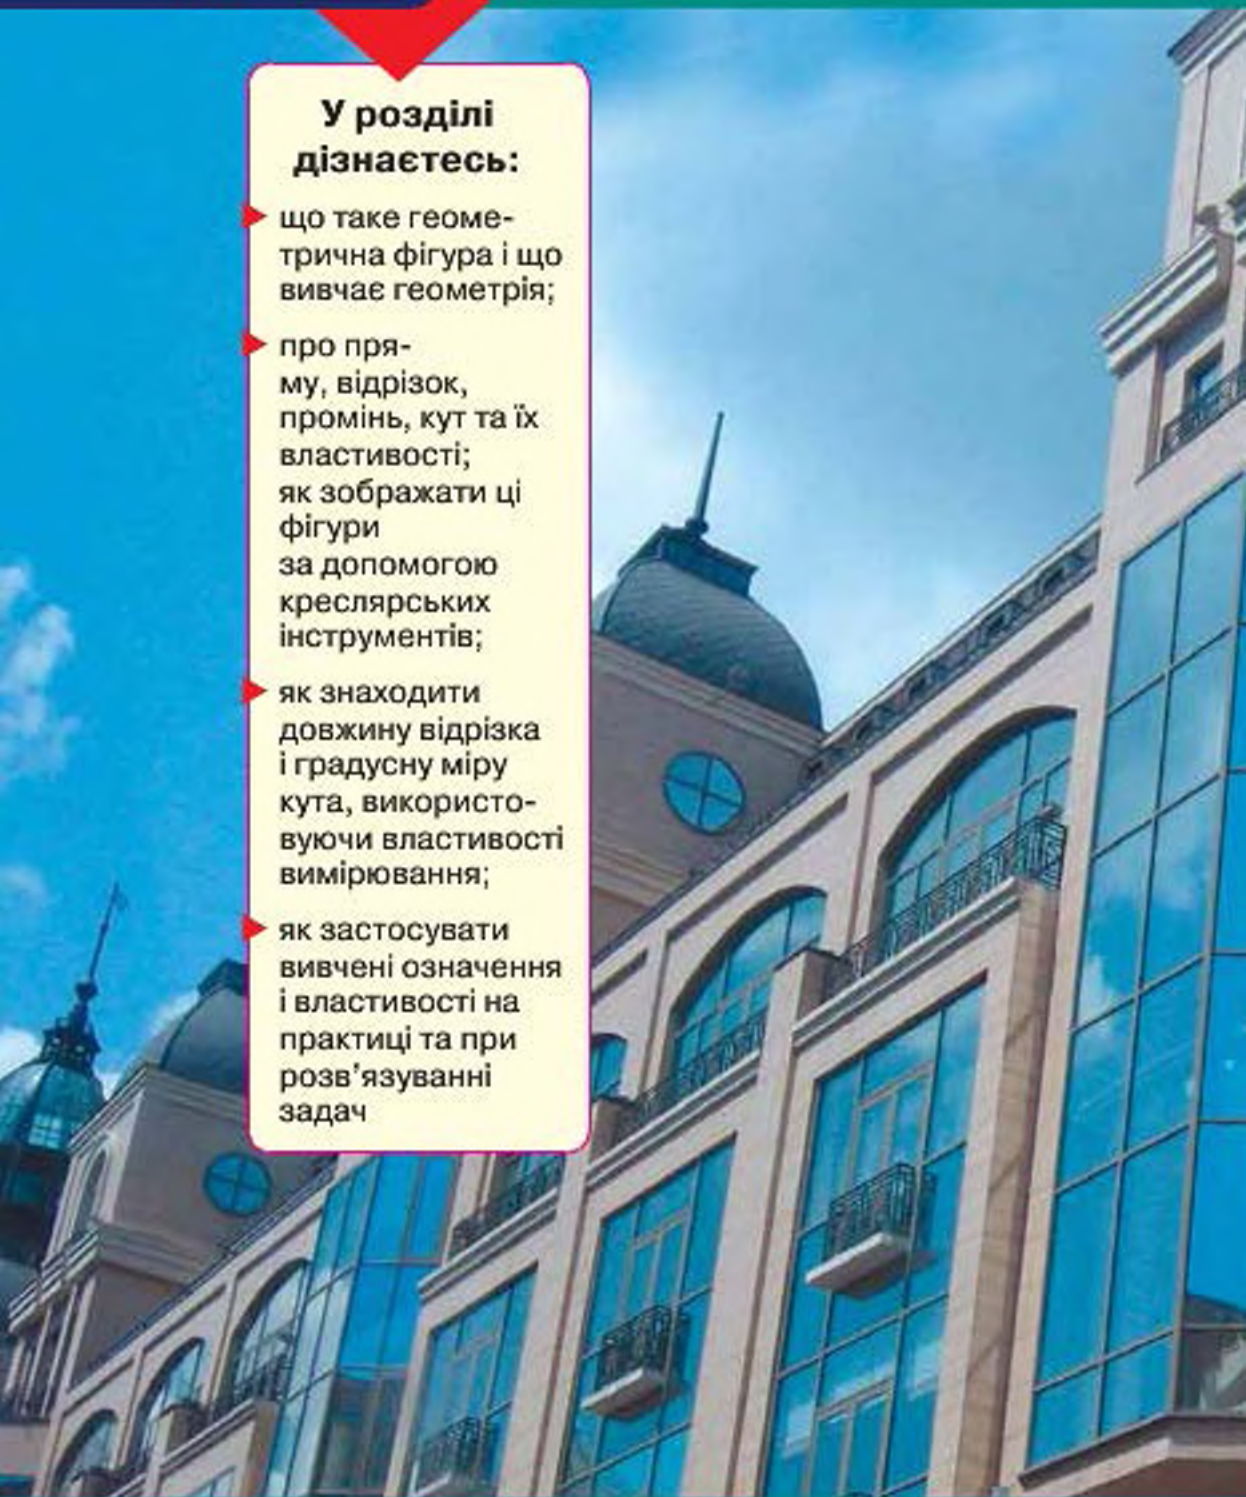 У розділі
дізнаєтесь:
що таке геоме-
трична фігура і що
вивчає геометрія;
про пря-
му, відрізок,
промінь, кут та їх
властивості;
як зображати ці
фігури
за допомогою
креслярських
інструментів;
як знаходити
довжину відрізка
і градусну міру
кута, використо-
вуючи властивості
вимірювання;
як застосувати
вивчені означення
і властивості на
практиці та при
розв’язуванні
задач